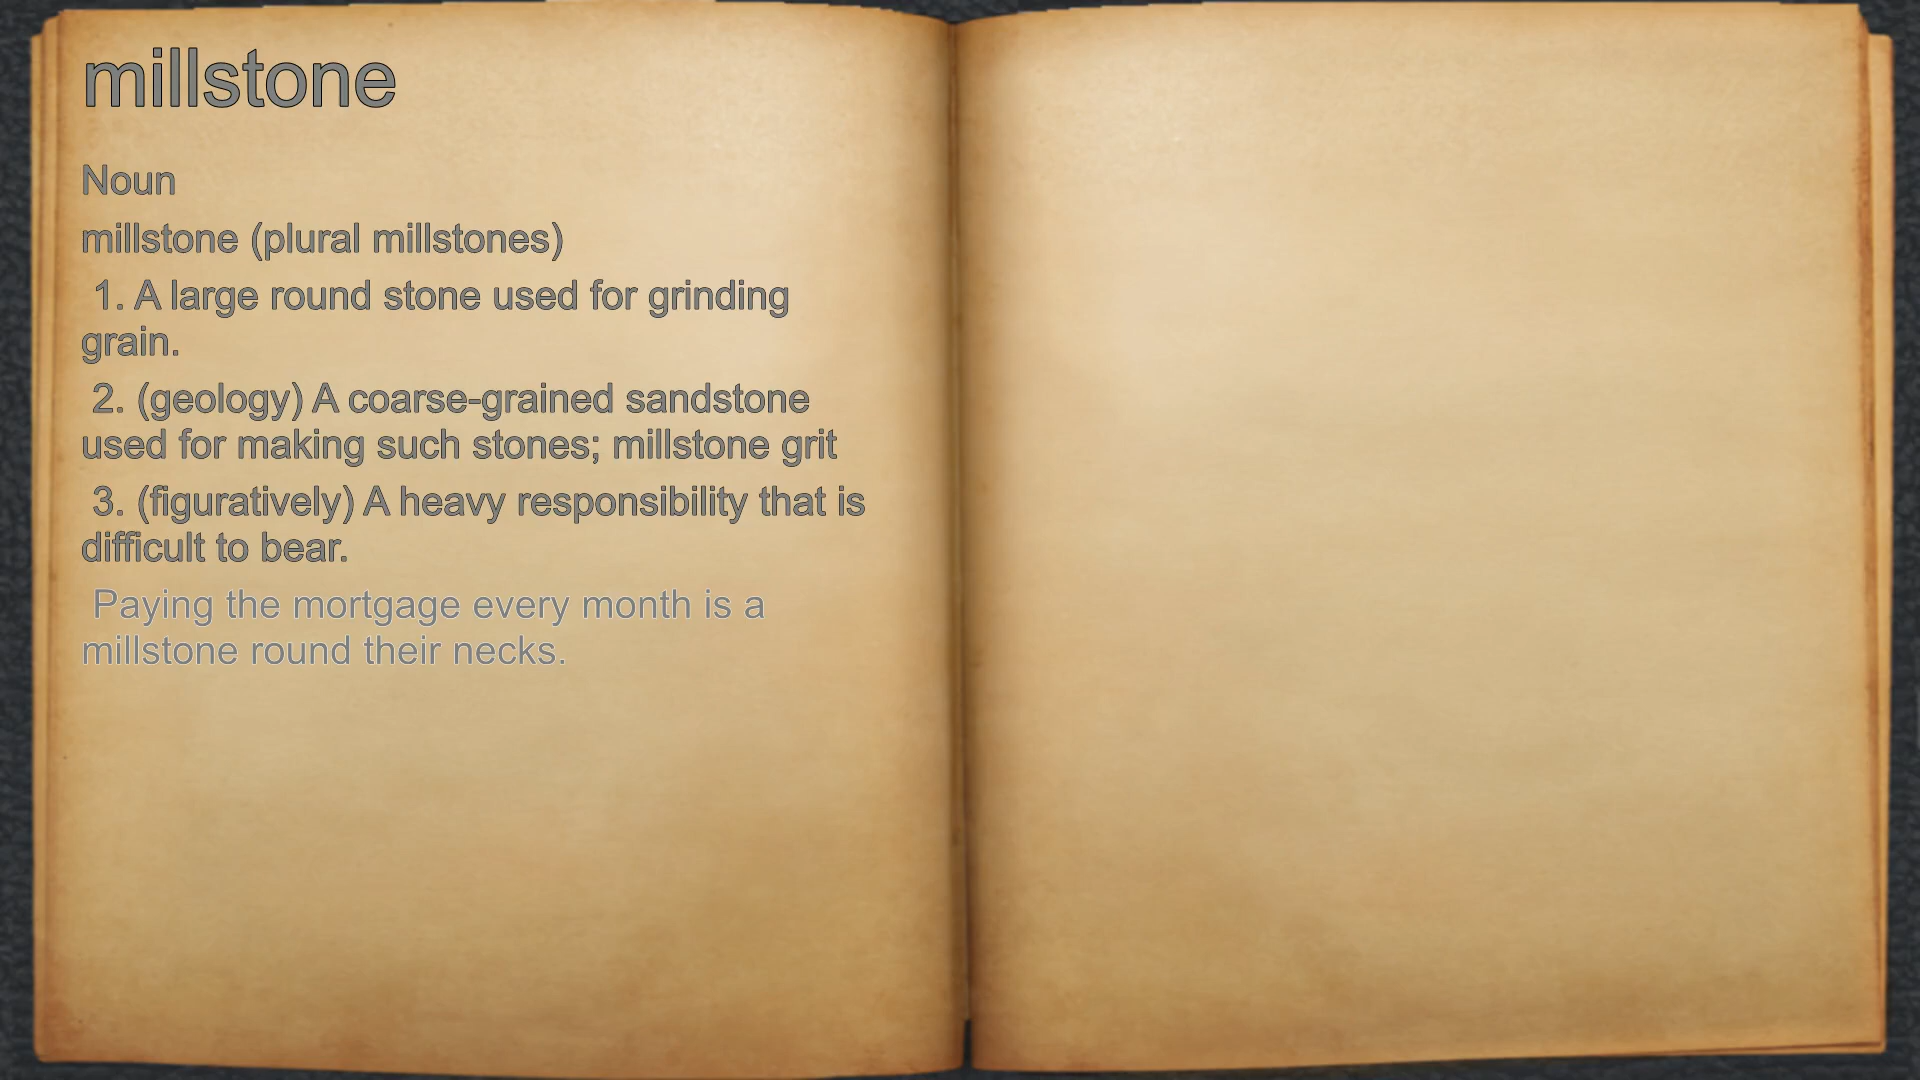 millstone
Noun
millstone (plural millstones)
1. A large round stone used for grinding
grain.
2. (geology) A coarse-grained sandstone
used for making such stones; millstone grit
3. (figuratively) A heavy responsibility that is
difficult to bear.
Paying the mortgage every month is a
millstone round their necks.